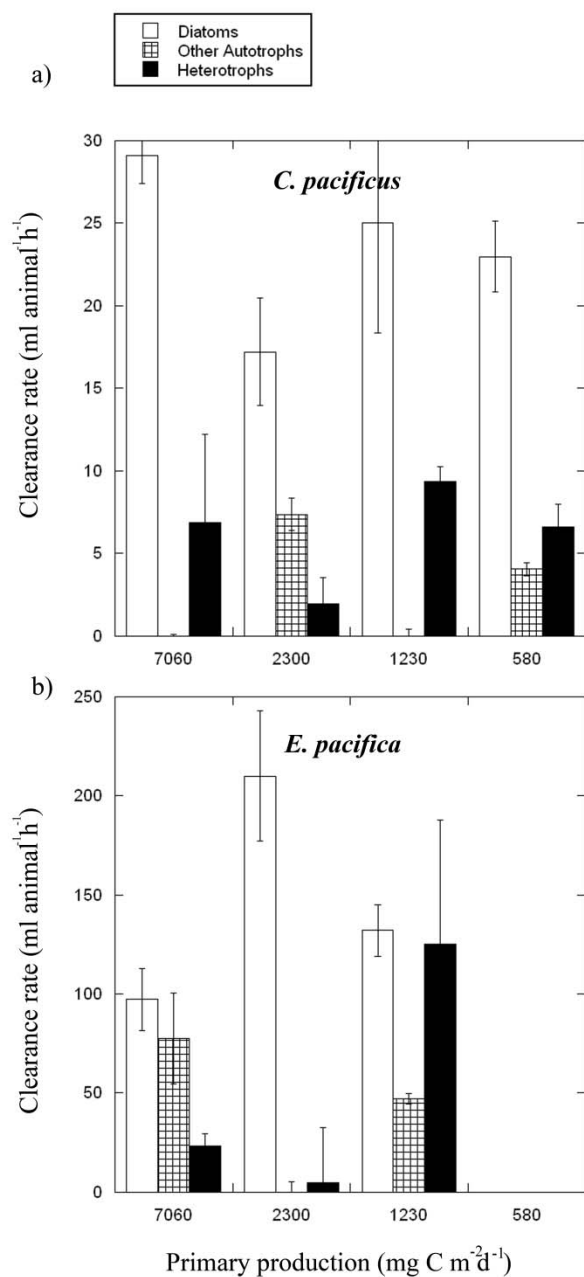 Diatoms
Other Autotrophs
Heterotrophs
a)
30
25
20
15
10
5
0
C. pacificus
Clearance rate (ml animal⁻¹h⁻¹)
7060 2300 1230 580
b)
250
200
150
100
50
0
E. pacifica
Clearance rate (ml animal⁻¹h⁻¹)
7060 2300 1230 580
Primary production (mg C m⁻²d⁻¹)